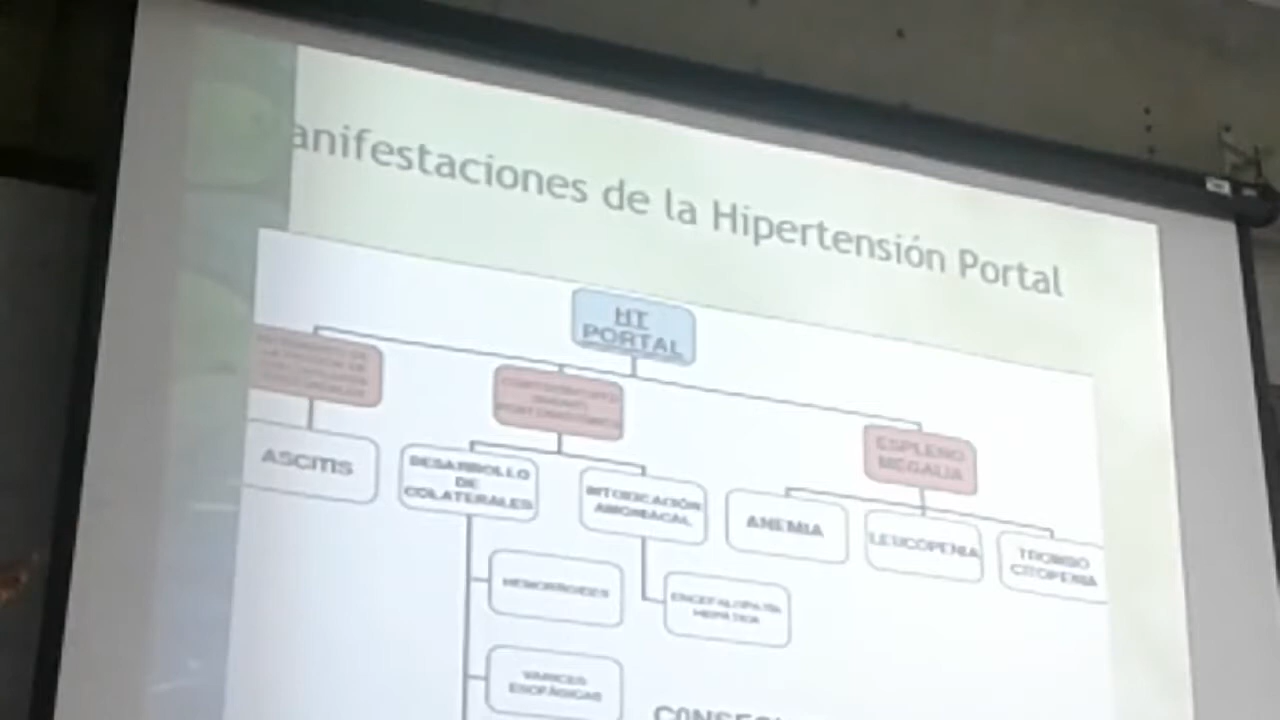 anifestaciones de la Hipertensión Portal
HT
PORTAL
ESPLENO
MEGALIA
ASCITIS
DESARROLLO
DE
COLATERALES
INTOXICACIÓN
AMONIACAL
ANEMIA
LEUCOPENIA
TROMBO
CITOPENIA
HEMORROIDES
ENCEFALOPATÍA
HEPÁTICA
VARICES
ESOFÁGICAS